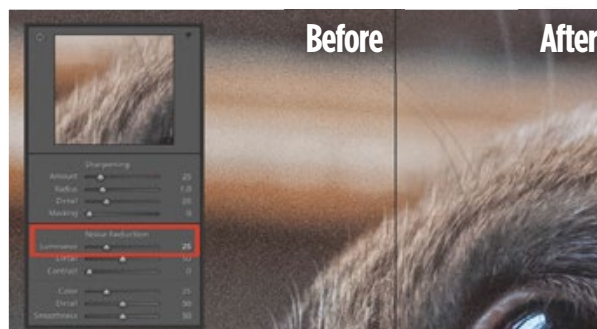 Before
After
Sharpening
Amount 25
Radius 1.0
Detail 25
Masking 0
Noise Reduction
Luminance 25
Detail 50
Contrast 0
Color 25
Detail 50
Smoothness 50